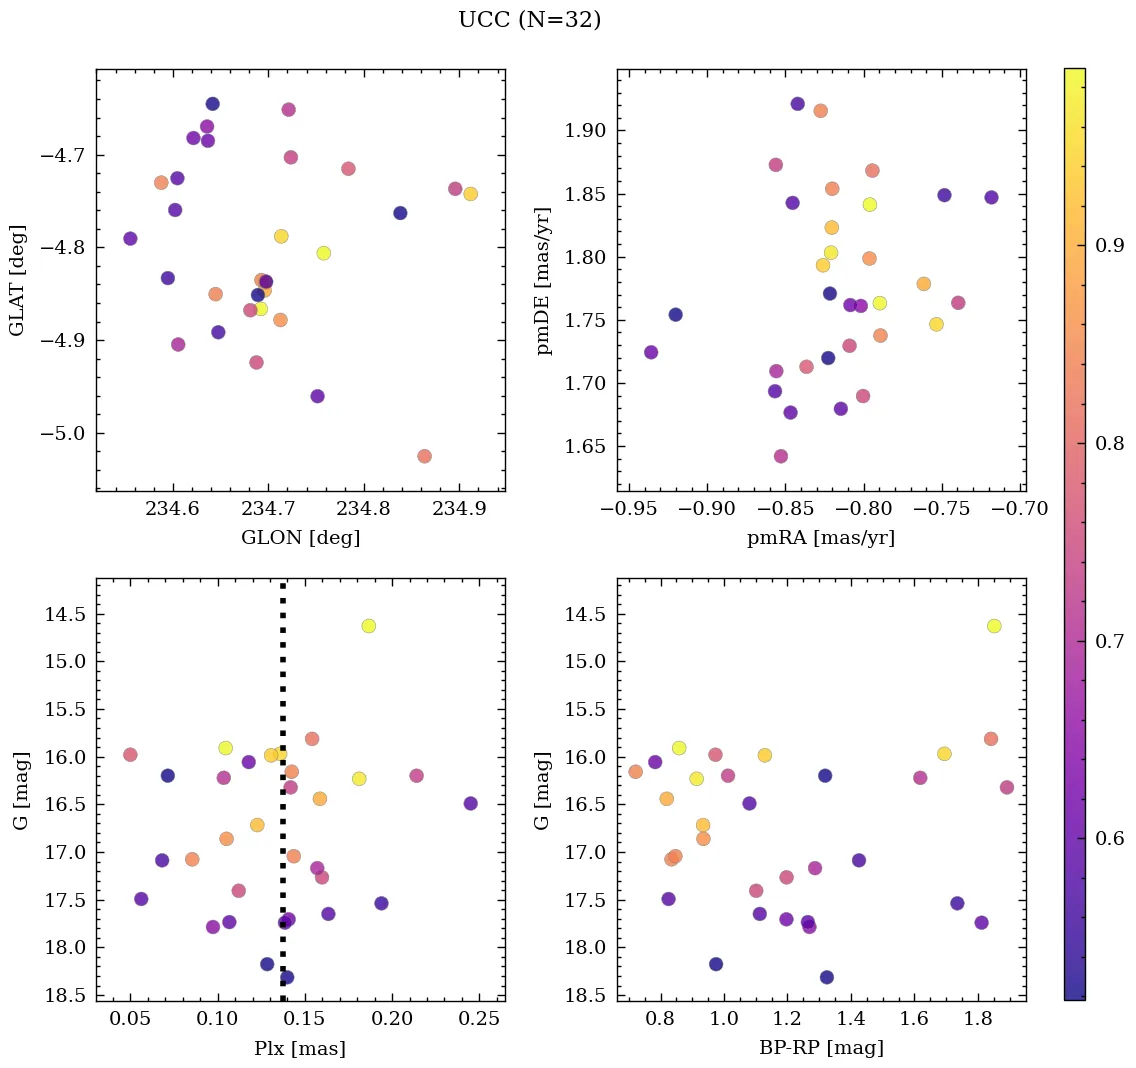 UCC (N=32)
−4.7
−4.8
−4.9
−5.0
GLAT [deg]
234.6 234.7 234.8 234.9
GLON [deg]
1.90
1.85
1.80
1.75
1.70
1.65
pmDE [mas/yr]
−0.95 −0.90 −0.85 −0.80 −0.75 −0.70
pmRA [mas/yr]
14.5
15.0
15.5
16.0
16.5
17.0
17.5
18.0
18.5
G [mag]
0.05 0.10 0.15 0.20 0.25
Plx [mas]
14.5
15.0
15.5
16.0
16.5
17.0
17.5
18.0
18.5
G [mag]
0.8 1.0 1.2 1.4 1.6 1.8
BP-RP [mag]
0.9
0.8
0.7
0.6